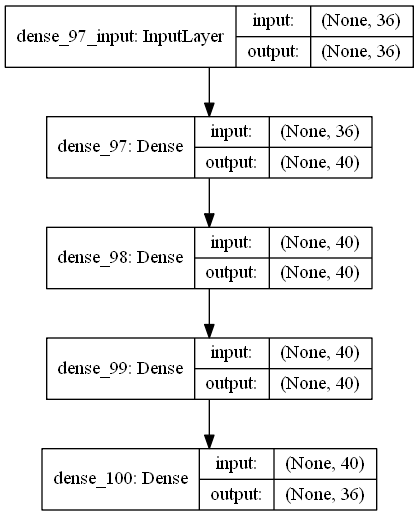 dense_97_input: InputLayer
input: (None, 36)
output: (None, 36)
dense_97: Dense
input: (None, 36)
output: (None, 40)
dense_98: Dense
input: (None, 40)
output: (None, 40)
dense_99: Dense
input: (None, 40)
output: (None, 40)
dense_100: Dense
input: (None, 40)
output: (None, 36)